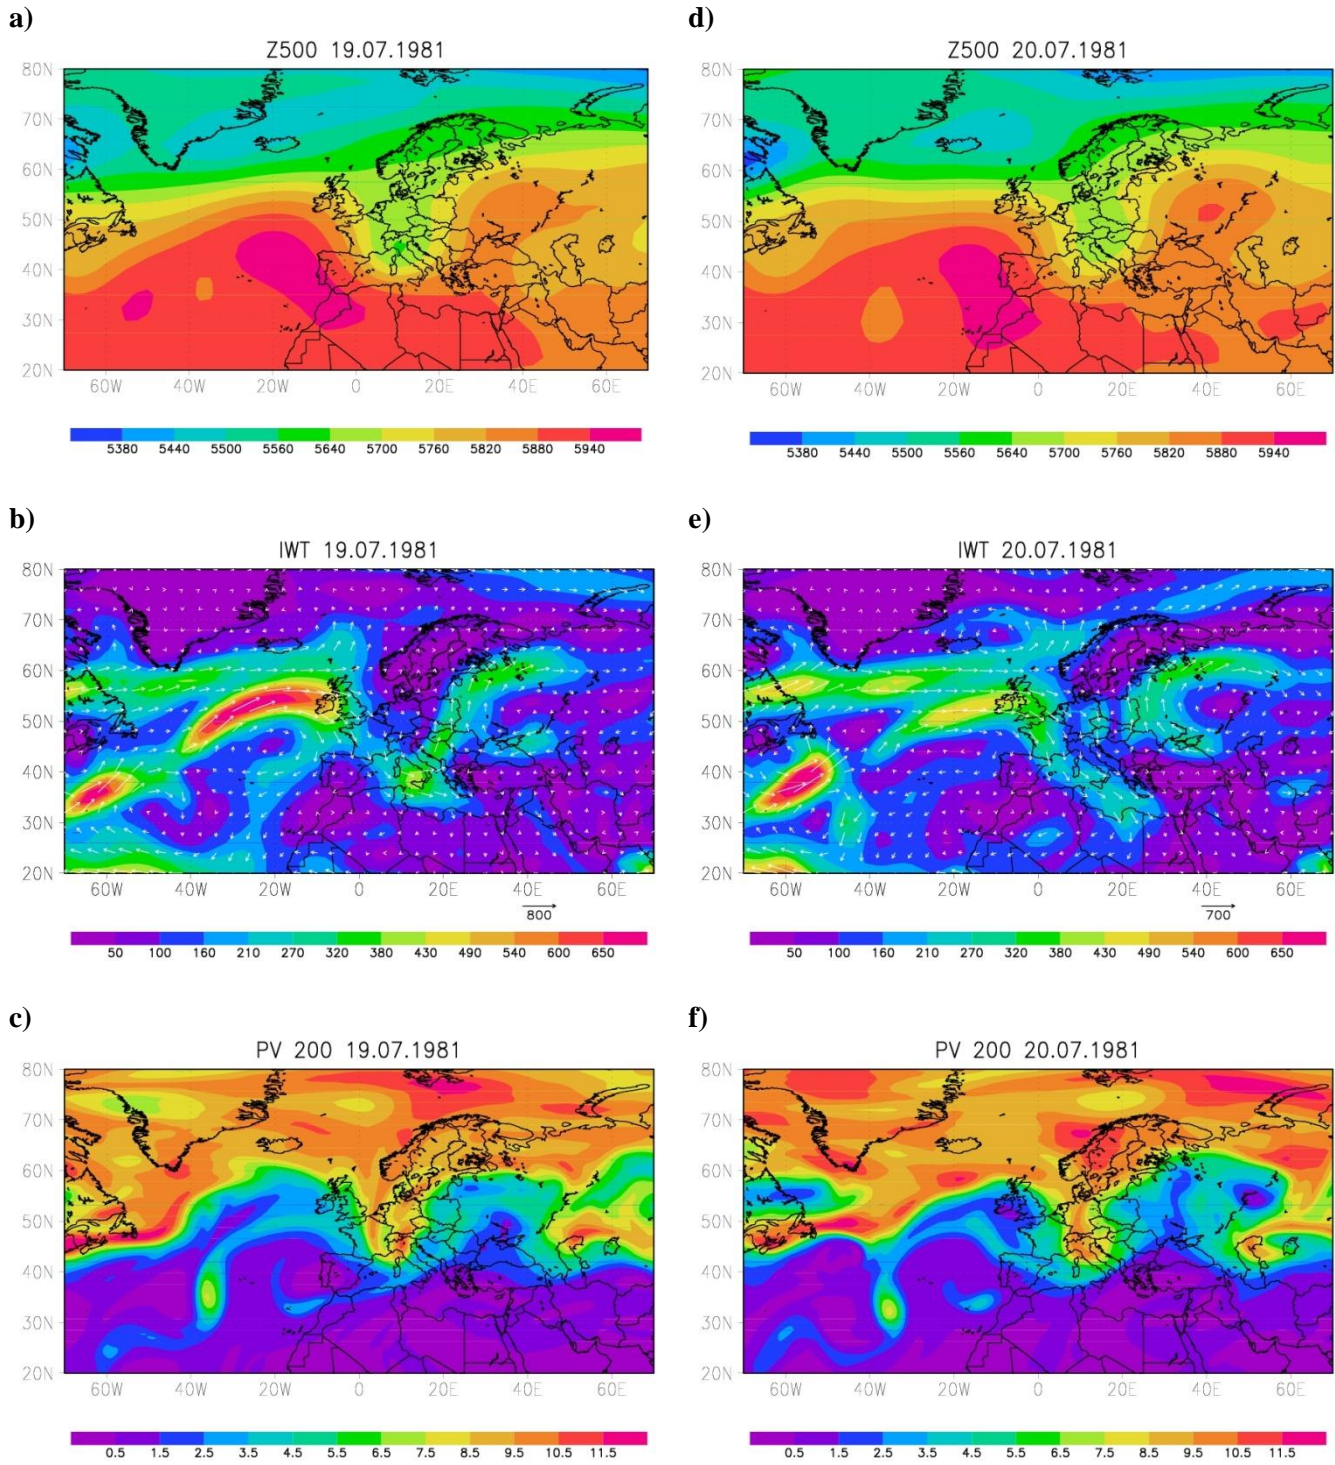 a)
Z500 19.07.1981
80N
70N
60N
50N
40N
30N
20N
60W 40W 20W 0 20E 40E 60E
5380 5440 5500 5560 5640 5700 5760 5820 5880 5940
d)
Z500 20.07.1981
80N
70N
60N
50N
40N
30N
20N
60W 40W 20W 0 20E 40E 60E
5380 5440 5500 5560 5640 5700 5760 5820 5880 5940
b)
IWT 19.07.1981
80N
70N
60N
50N
40N
30N
20N
60W 40W 20W 0 20E 40E 60E
800
50 100 160 210 270 320 380 430 490 540 600 650
e)
IWT 20.07.1981
80N
70N
60N
50N
40N
30N
20N
60W 40W 20W 0 20E 40E 60E
700
50 100 160 210 270 320 380 430 490 540 600 650
c)
PV 200 19.07.1981
80N
70N
60N
50N
40N
30N
20N
60W 40W 20W 0 20E 40E 60E
0.5 1.5 2.5 3.5 4.5 5.5 6.5 7.5 8.5 9.5 10.5 11.5
f)
PV 200 20.07.1981
80N
70N
60N
50N
40N
30N
20N
60W 40W 20W 0 20E 40E 60E
0.5 1.5 2.5 3.5 4.5 5.5 6.5 7.5 8.5 9.5 10.5 11.5